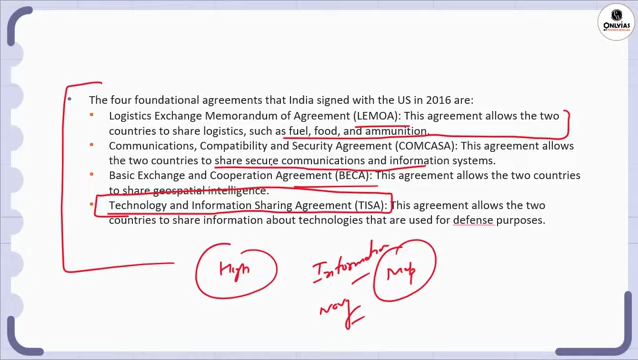 ONLYIAS
The four foundational agreements that India signed with the US in 2016 are:
Logistics Exchange Memorandum of Agreement (LEMOA): This agreement allows the two
countries to share logistics, such as fuel, food, and ammunition.
Communications, Compatibility and Security Agreement (COMCASA): This agreement allows
the two countries to share secure communications and information systems.
Basic Exchange and Cooperation Agreement (BECA): This agreement allows the two countries
to share geospatial intelligence.
Technology and Information Sharing Agreement (TISA): This agreement allows the two
countries to share information about technologies that are used for defense purposes.
High
Information
Map
Navy